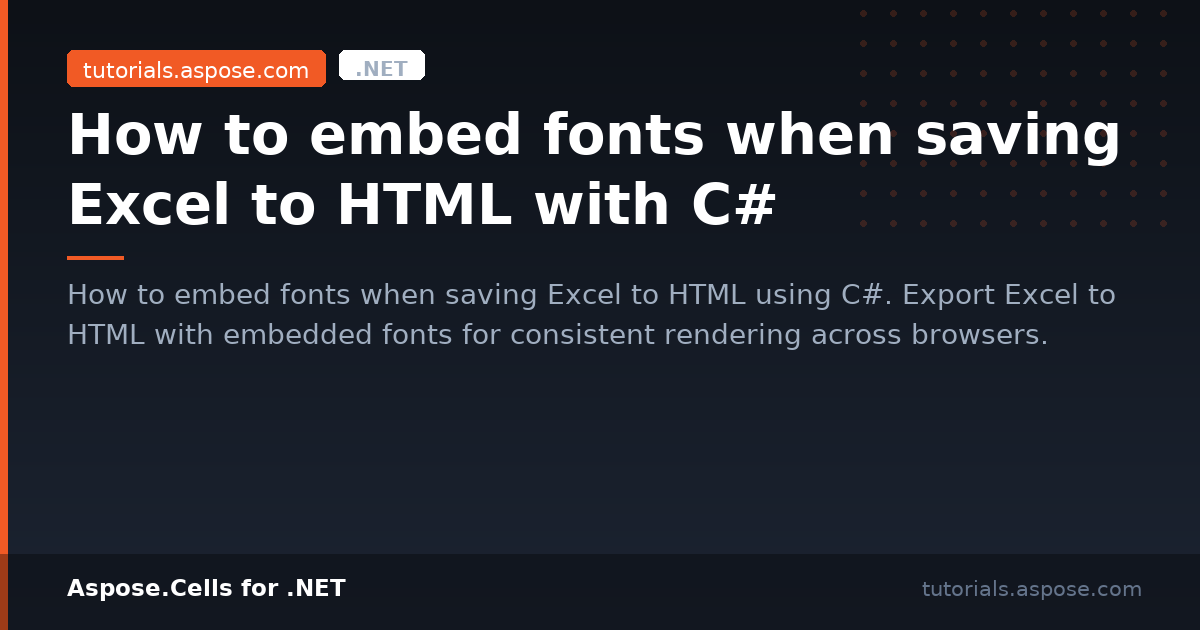 tutorials.aspose.com
.NET
How to embed fonts when saving
Excel to HTML with C#
How to embed fonts when saving Excel to HTML using C#. Export Excel to
HTML with embedded fonts for consistent rendering across browsers.
Aspose.Cells for .NET
tutorials.aspose.com